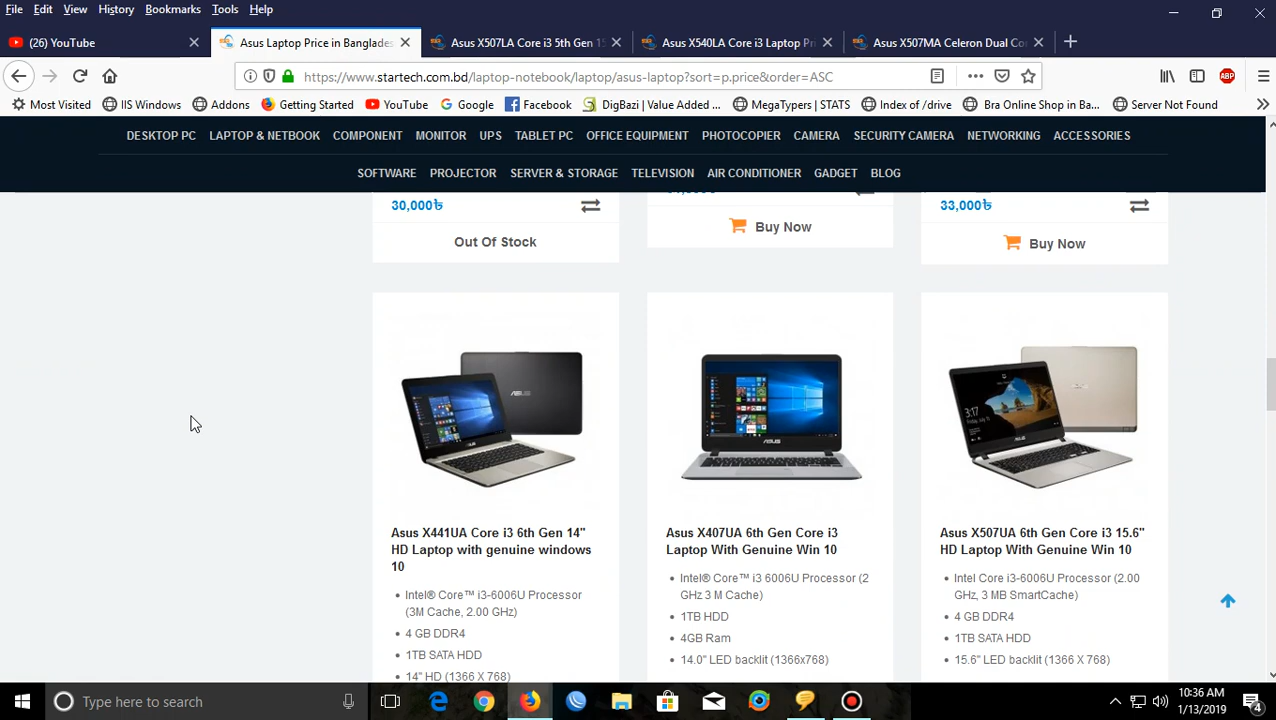 File Edit View History Bookmarks Tools Help
(26) YouTube
Asus Laptop Price in Banglades
Asus X507LA Core i3 5th Gen 15
Asus X540LA Core i3 Laptop Pr
Asus X507MA Celeron Dual Co
https://www.startech.com.bd/laptop-notebook/laptop/asus-laptop?sort=p.price&order=ASC
ABP
Most Visited IIS Windows Addons Getting Started YouTube Google Facebook DigBazi | Value Added ... MegaTypers | STATS Index of /drive Bra Online Shop in Ba... Server Not Found
DESKTOP PC LAPTOP & NETBOOK COMPONENT MONITOR UPS TABLET PC OFFICE EQUIPMENT PHOTOCOPIER CAMERA SECURITY CAMERA NETWORKING ACCESSORIES
SOFTWARE PROJECTOR SERVER & STORAGE TELEVISION AIR CONDITIONER GADGET BLOG
30,000৳
Out Of Stock
Buy Now
33,000৳
Buy Now
Asus X441UA Core i3 6th Gen 14"
HD Laptop with genuine windows
10
Intel® Core™ i3-6006U Processor
(3M Cache, 2.00 GHz)
4 GB DDR4
1TB SATA HDD
14" HD (1366 X 768)
Asus X407UA 6th Gen Core i3
Laptop With Genuine Win 10
Intel® Core™ i3 6006U Processor (2
GHz 3 M Cache)
1TB HDD
4GB Ram
14.0" LED backlit (1366x768)
Asus X507UA 6th Gen Core i3 15.6"
HD Laptop With Genuine Win 10
Intel Core i3-6006U Processor (2.00
GHz, 3 MB SmartCache)
4 GB DDR4
1TB SATA HDD
15.6" LED backlit (1366 X 768)
Type here to search
10:36 AM
1/13/2019
4